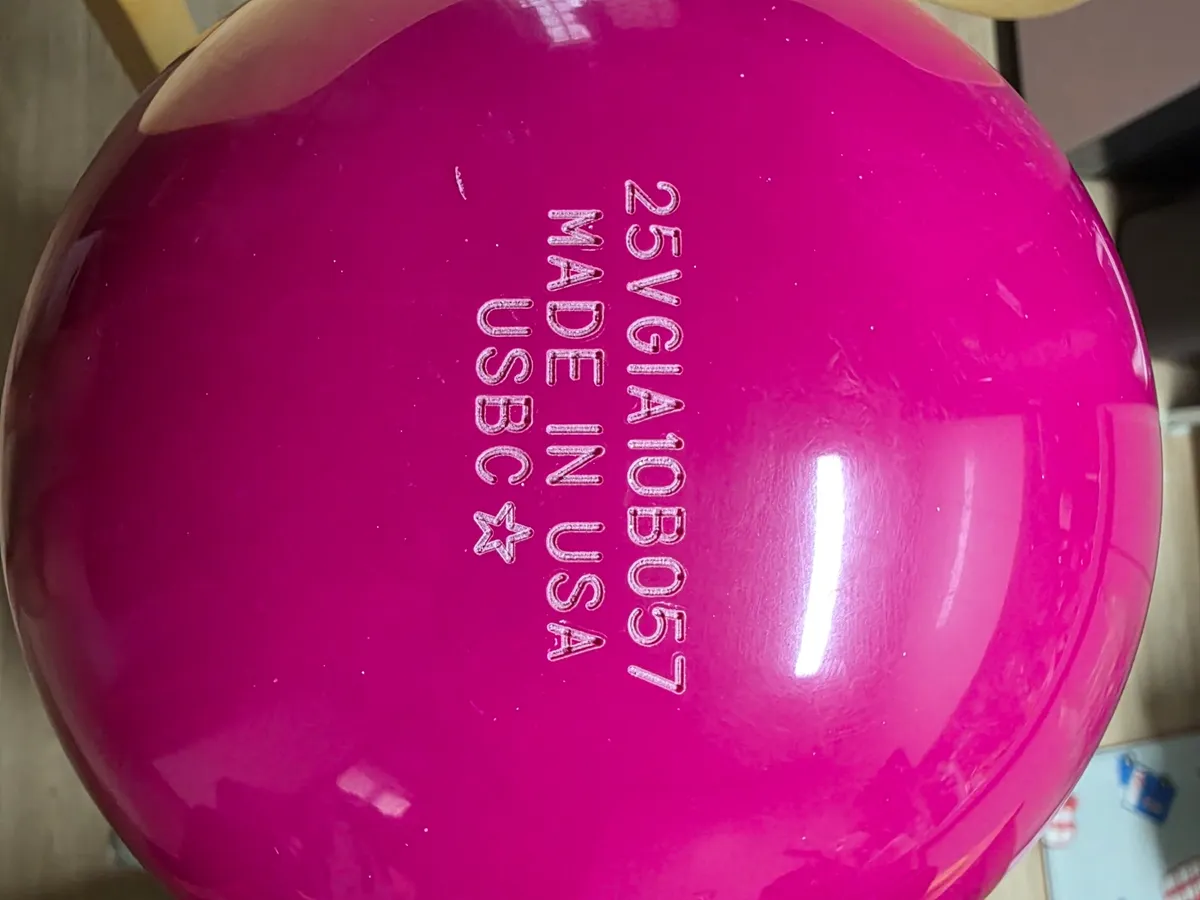 25VGIA10B057
MADE IN USA
USBC ☆